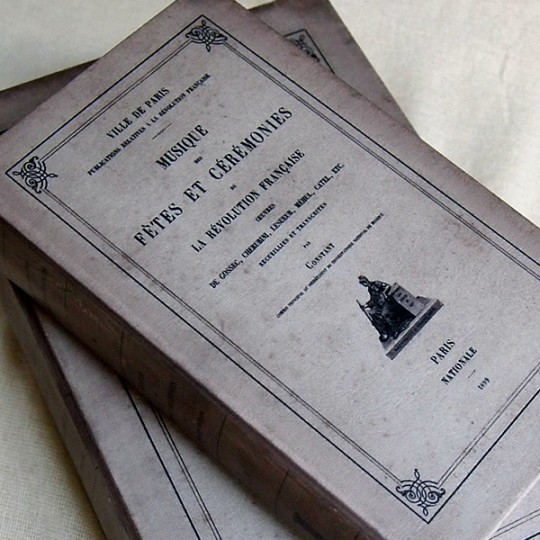 VILLE DE PARIS
PUBLICATIONS RELATIVES A LA RÉVOLUTION FRANÇAISE
MUSIQUE
DES
FÊTES ET CÉRÉMONIES
DE
LA RÉVOLUTION FRANÇAISE
ŒUVRES
DE GOSSEC, CHERUBINI, LESUEUR, MÉHUL, CATEL, ETC.
RECUEILLIES ET TRANSCRITES
PAR
CONSTANT
PARIS
NATIONALE
1899